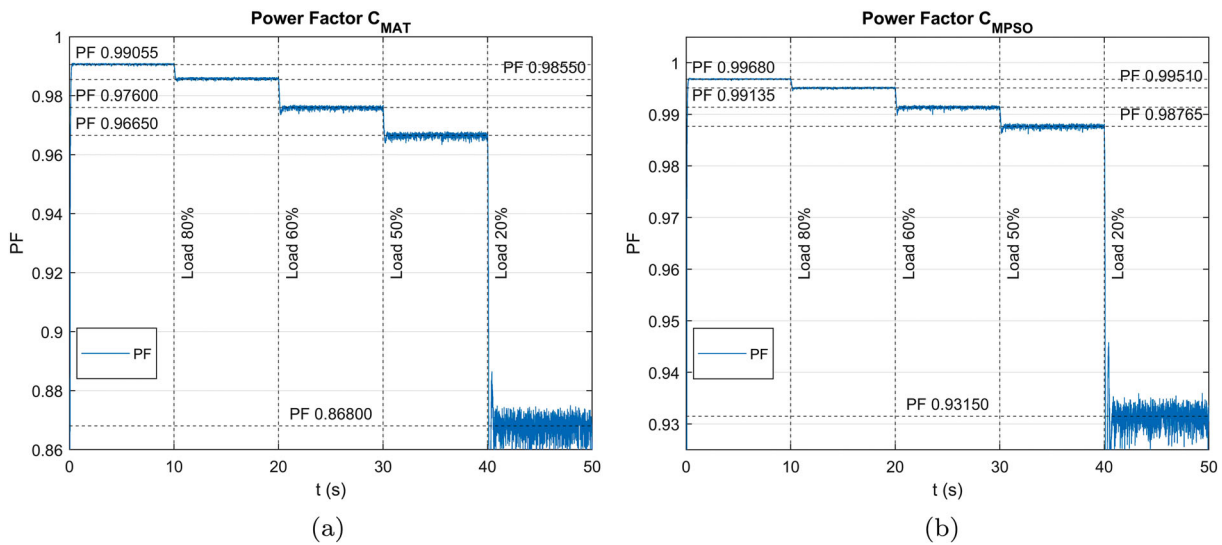 Power Factor C_MAT
PF 0.99055
PF 0.98550
PF 0.97600
PF 0.96650
PF 0.86800
Load 80%
Load 60%
Load 50%
Load 20%
PF
1
0.98
0.96
0.94
0.92
0.9
0.88
0.86
PF
0 10 20 30 40 50
t (s)
(a)
Power Factor C_MPSO
PF 0.99680
PF 0.99510
PF 0.99135
PF 0.98765
PF 0.93150
Load 80%
Load 60%
Load 50%
Load 20%
PF
1
0.99
0.98
0.97
0.96
0.95
0.94
0.93
PF
0 10 20 30 40 50
t (s)
(b)